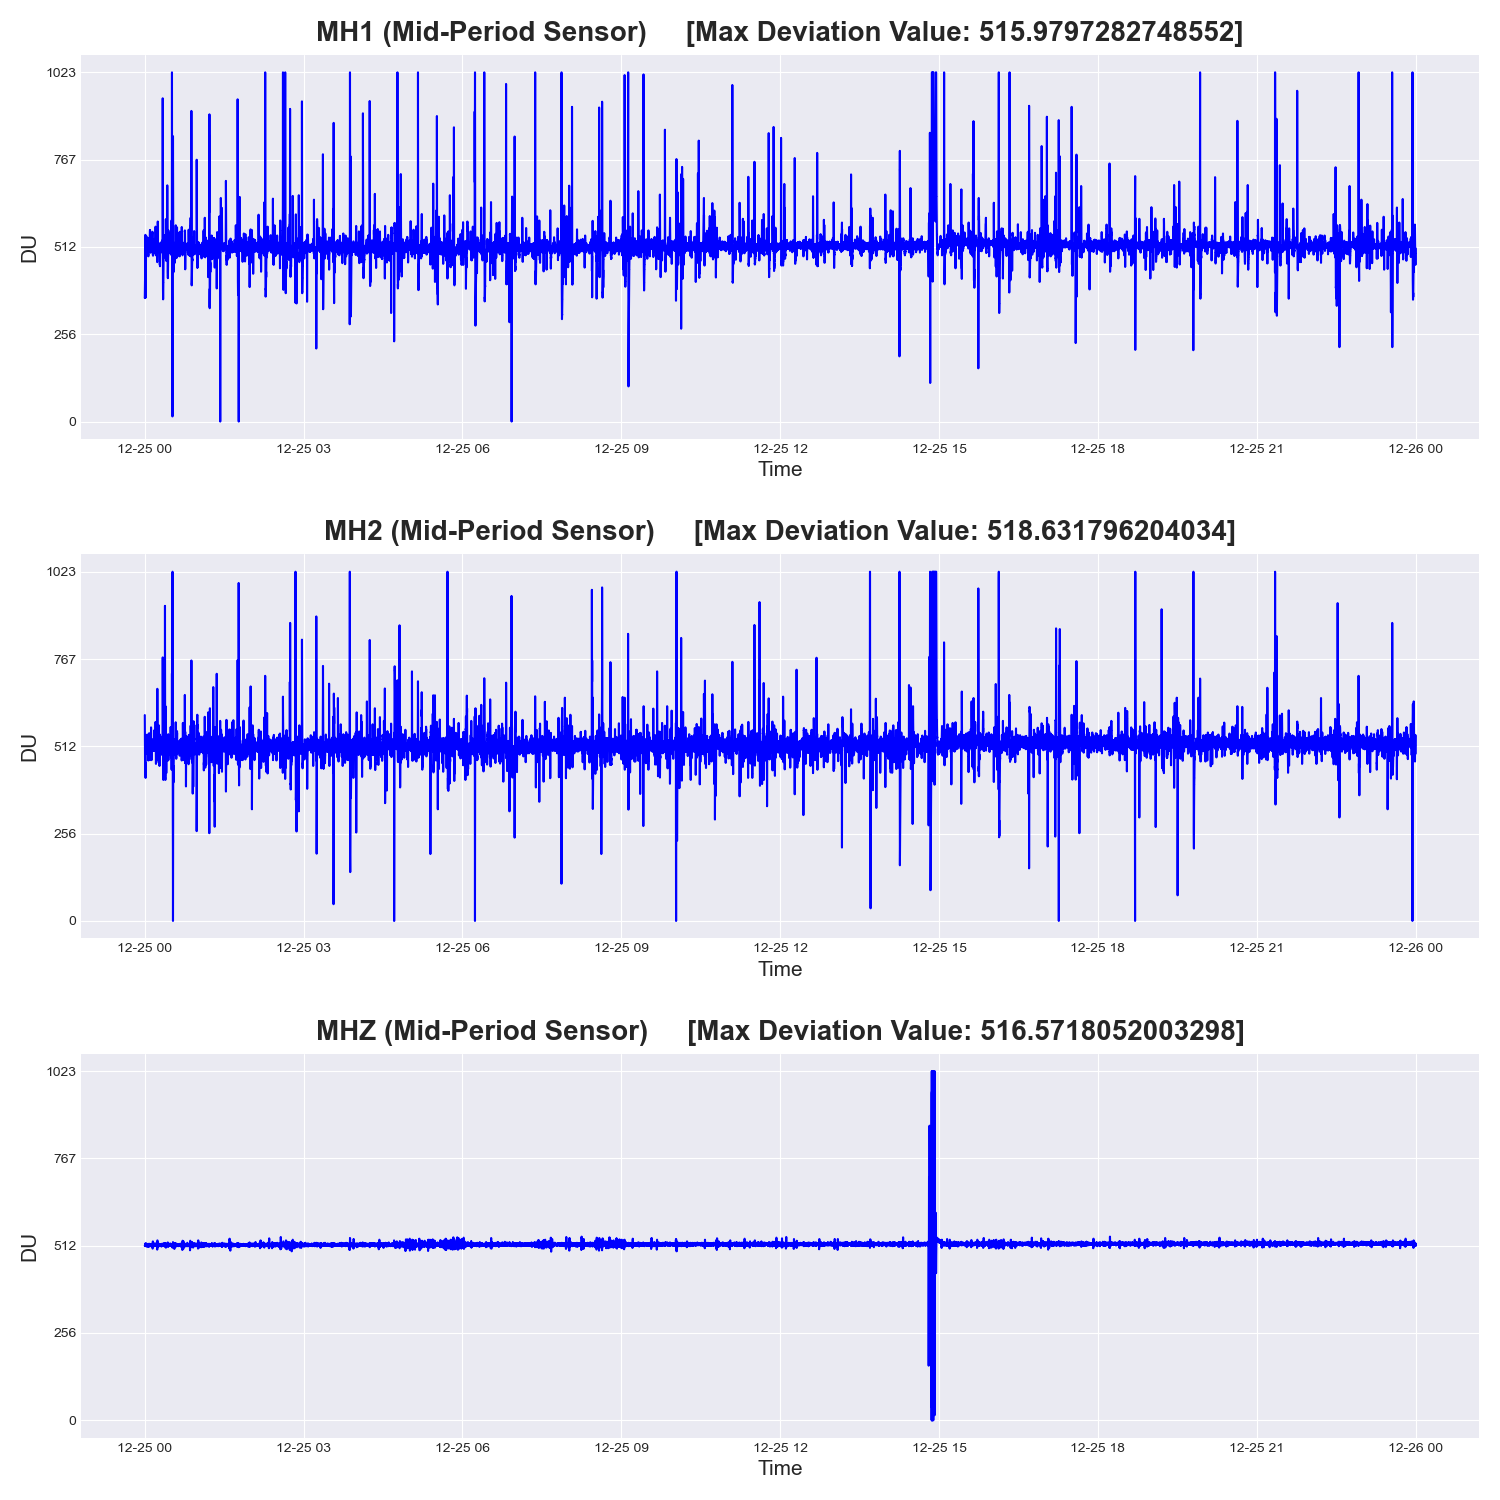 MH1 (Mid-Period Sensor) [Max Deviation Value: 515.9797282748552]
1023
767
512
256
0
DU
12-25 00 12-25 03 12-25 06 12-25 09 12-25 12 12-25 15 12-25 18 12-25 21 12-26 00
Time
MH2 (Mid-Period Sensor) [Max Deviation Value: 518.631796204034]
1023
767
512
256
0
DU
12-25 00 12-25 03 12-25 06 12-25 09 12-25 12 12-25 15 12-25 18 12-25 21 12-26 00
Time
MHZ (Mid-Period Sensor) [Max Deviation Value: 516.5718052003298]
1023
767
512
256
0
DU
12-25 00 12-25 03 12-25 06 12-25 09 12-25 12 12-25 15 12-25 18 12-25 21 12-26 00
Time